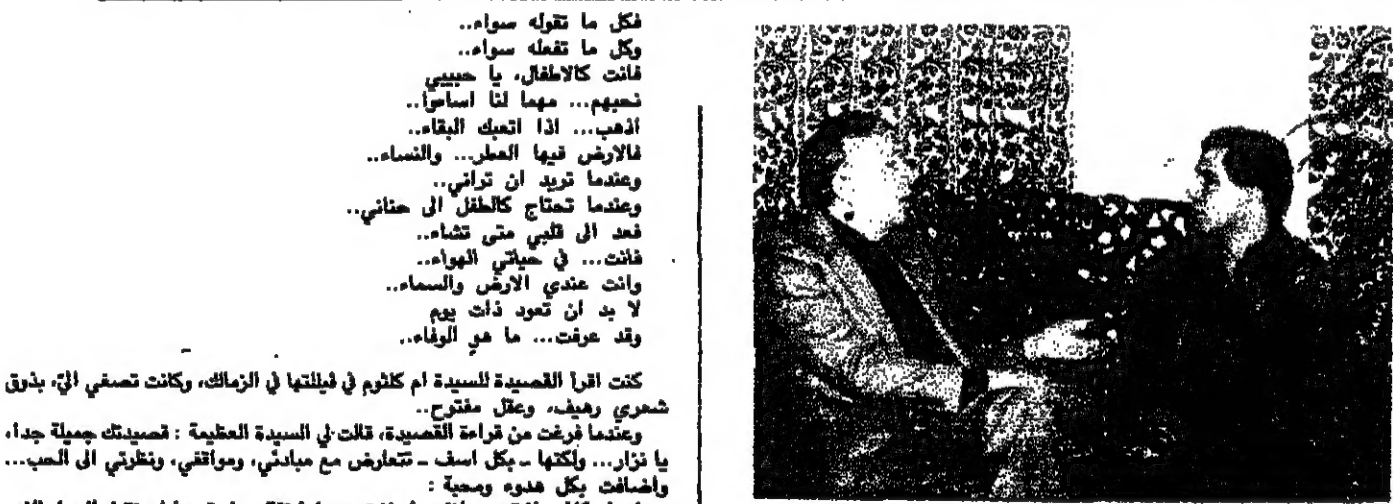 فكل ما تقوله سواء..
وكل ما تفعله سواء..
فانت كالاطفال، يا حبيبي
نحبهم... مهما لنا اساءوا..
اذهب... اذا اتعبك البقاء..
فالارض فيها العطر... والنساء..
وعندما تريد ان تراني..
وعندما تحتاج كالطفل الى حناني..
فعد الى قلبي متى تشاء..
فانت... في حياتي الهواء..
وانت عندي الارض والسماء..
لا بد ان تعود ذات يوم
وقد عرفت... ما هو الوفاء..
كنت اقرأ القصيدة للسيدة ام كلثوم في فيللتها في الزمالك، وكانت تصغي اليّ، بذوق
شعري رهيف، وعقل مفتوح..
وعندما فرغت من قراءة القصيدة، قالت لي السيدة العظيمة : قصيدتك جميلة جدا،
يا نزار... ولكنها ـ بكل اسف ـ تتعارض مع مبادئي، ومواقفي، ونظرتي الى الحب...
واضافت بكل هدوء ومحبة :